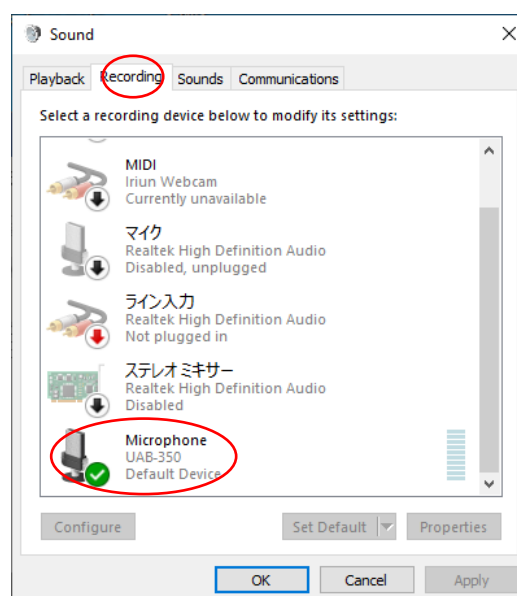 Sound
Playback Recording Sounds Communications
Select a recording device below to modify its settings:
MIDI
Iriun Webcam
Currently unavailable
マイク
Realtek High Definition Audio
Disabled, unplugged
ライン入力
Realtek High Definition Audio
Not plugged in
ステレオ ミキサー
Realtek High Definition Audio
Disabled
Microphone
UAB-350
Default Device
Configure Set Default Properties
OK Cancel Apply